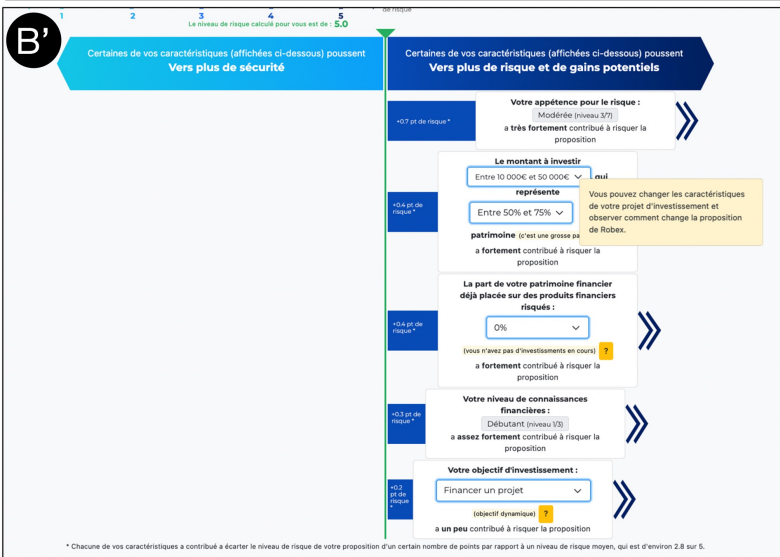 1 2 3 4 5 * de risque
Le niveau de risque calculé pour vous est de : 5.0
B'
Certaines de vos caractéristiques (affichées ci-dessous) poussent
Vers plus de sécurité
Certaines de vos caractéristiques (affichées ci-dessous) poussent
Vers plus de risque et de gains potentiels
+0.7 pt de risque *
Votre appétence pour le risque :
Modérée (niveau 3/7)
a très fortement contribué à risquer la
proposition
+0.4 pt de
risque *
Le montant à investir
Entre 10 000€ et 50 000€ qui
représente
Entre 50% et 75%
patrimoine (c'est une grosse pa
a fortement contribué à risquer la
proposition
Vous pouvez changer les caractéristiques
de votre projet d'investissement et
observer comment change la proposition
de Robex.
+0.4 pt de
risque *
La part de votre patrimoine financier
déjà placée sur des produits financiers
risqués :
0%
(vous n'avez pas d'investissments en cours) ?
a fortement contribué à risquer la
proposition
+0.3 pt de
risque *
Votre niveau de connaissances
financières :
Débutant (niveau 1/3)
a assez fortement contribué à risquer la
proposition
+0.2
pt de
risque
*
Votre objectif d'investissement :
Financer un projet
(objectif dynamique) ?
a un peu contribué à risquer la proposition
* Chacune de vos caractéristiques a contribué a écarter le niveau de risque de votre proposition d'un certain nombre de points par rapport à un niveau de risque moyen, qui est d'environ 2.8 sur 5.